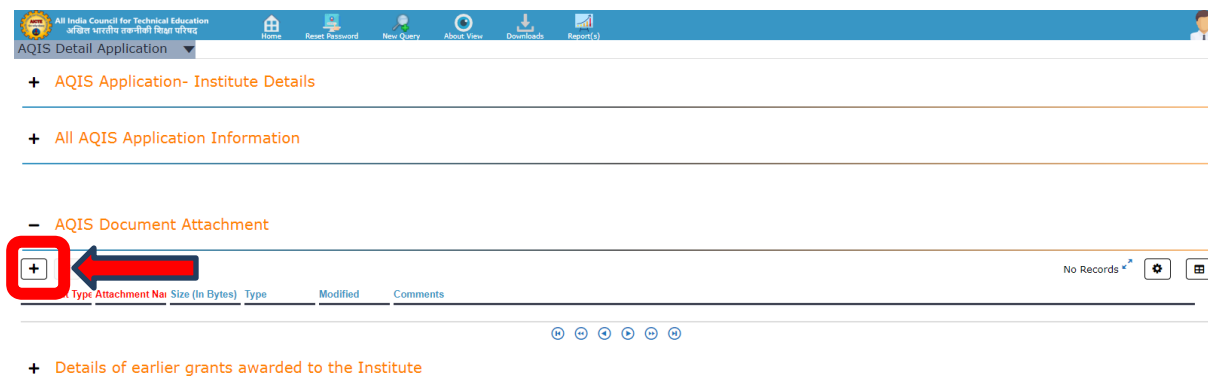 All India Council for Technical Education
अखिल भारतीय तकनीकी शिक्षा परिषद
Home Reset Password New Query About View Downloads Report(s)
AQIS Detail Application
+ AQIS Application- Institute Details
+ All AQIS Application Information
− AQIS Document Attachment
+
No Records
Type Attachment Nai Size (In Bytes) Type Modified Comments
+ Details of earlier grants awarded to the Institute